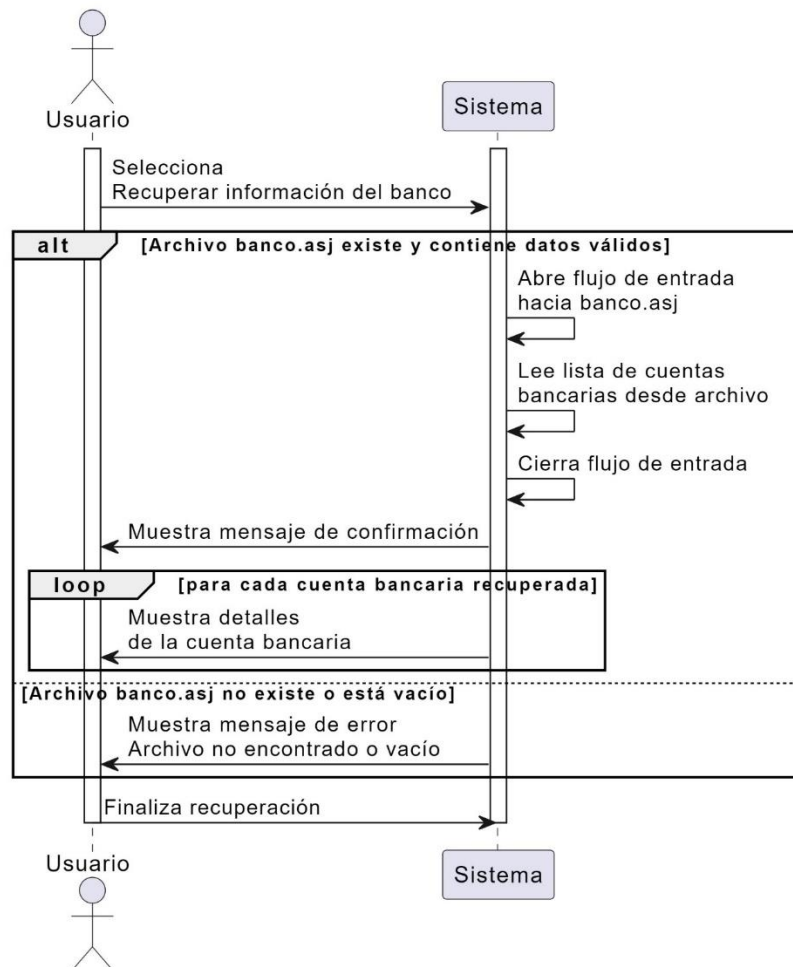 Usuario
Sistema
Selecciona
Recuperar información del banco
alt
[Archivo banco.asj existe y contiene datos válidos]
Abre flujo de entrada
hacia banco.asj
Lee lista de cuentas
bancarias desde archivo
Cierra flujo de entrada
Muestra mensaje de confirmación
loop
[para cada cuenta bancaria recuperada]
Muestra detalles
de la cuenta bancaria
[Archivo banco.asj no existe o está vacío]
Muestra mensaje de error
Archivo no encontrado o vacío
Finaliza recuperación
Usuario
Sistema